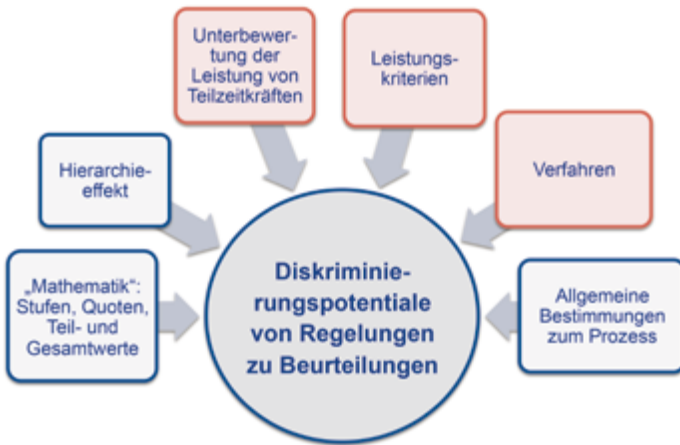 Unterbewer-
tung der
Leistung von
Teilzeitkräften
Leistungs-
kriterien
Hierarchie-
effekt
Verfahren
„Mathematik“:
Stufen, Quoten,
Teil- und
Gesamtwerte
Diskriminie-
rungspotentiale
von Regelungen
zu Beurteilungen
Allgemeine
Bestimmungen
zum Prozess